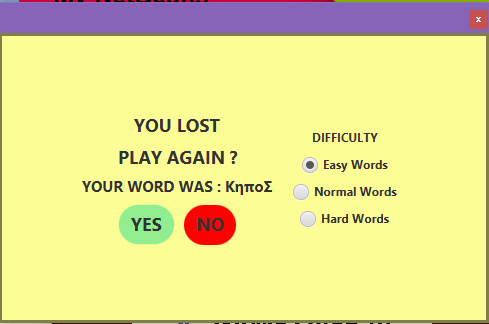 x
YOU LOST
PLAY AGAIN ?
YOUR WORD WAS : ΚηποΣ
YES NO
DIFFICULTY
Easy Words
Normal Words
Hard Words